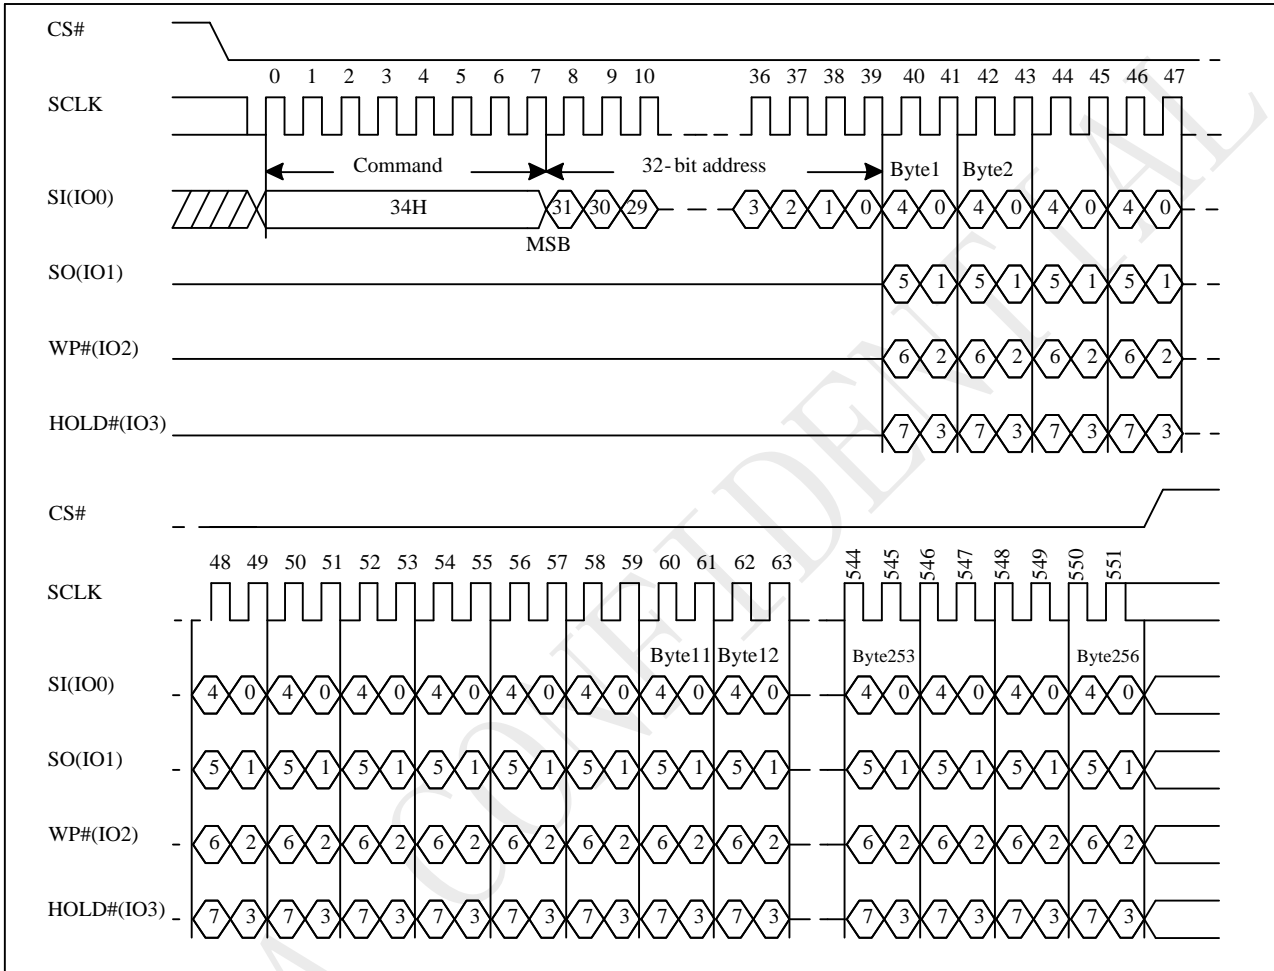 CS#
0 1 2 3 4 5 6 7 8 9 10 36 37 38 39 40 41 42 43 44 45 46 47
SCLK
Command 32-bit address Byte1 Byte2
SI(IO0) 34H 31 30 29 3 2 1 0 4 0 4 0 4 0 4 0
MSB
SO(IO1) 5 1 5 1 5 1 5 1
WP#(IO2) 6 2 6 2 6 2 6 2
HOLD#(IO3) 7 3 7 3 7 3 7 3
CS#
48 49 50 51 52 53 54 55 56 57 58 59 60 61 62 63 544 545 546 547 548 549 550 551
SCLK
Byte11 Byte12 Byte253 Byte256
SI(IO0) 4 0 4 0 4 0 4 0 4 0 4 0 4 0 4 0 4 0 4 0 4 0 4 0
SO(IO1) 5 1 5 1 5 1 5 1 5 1 5 1 5 1 5 1 5 1 5 1 5 1 5 1
WP#(IO2) 6 2 6 2 6 2 6 2 6 2 6 2 6 2 6 2 6 2 6 2 6 2 6 2
HOLD#(IO3) 7 3 7 3 7 3 7 3 7 3 7 3 7 3 7 3 7 3 7 3 7 3 7 3
CONFIDENTIAL